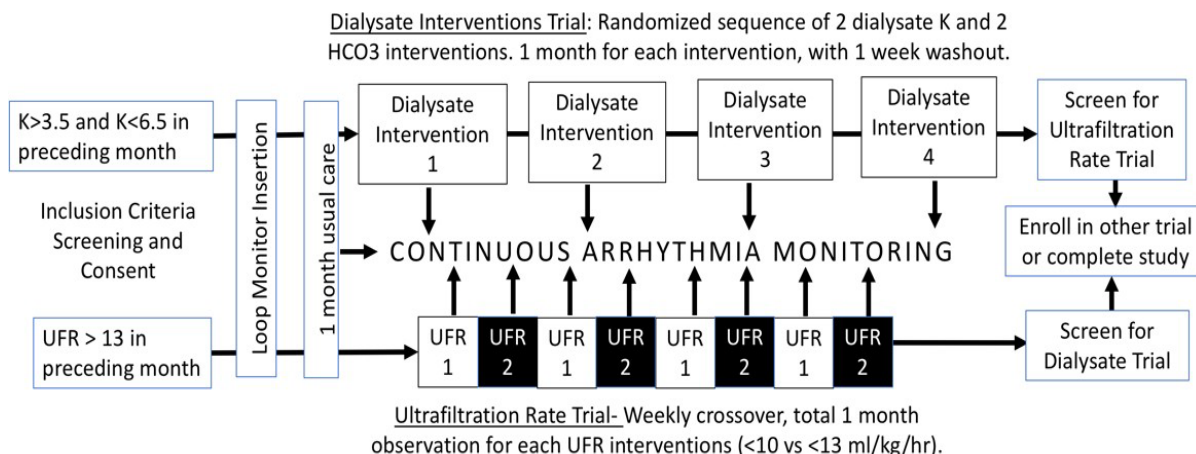 Dialysate Interventions Trial: Randomized sequence of 2 dialysate K and 2
HCO3 interventions. 1 month for each intervention, with 1 week washout.
K>3.5 and K<6.5 in
preceding month
Inclusion Criteria
Screening and
Consent
UFR > 13 in
preceding month
Loop Monitor Insertion
1 month usual care
Dialysate
Intervention
1
Dialysate
Intervention
2
Dialysate
Intervention
3
Dialysate
Intervention
4
Screen for
Ultrafiltration
Rate Trial
CONTINUOUS ARRHYTHMIA MONITORING
Enroll in other trial
or complete study
UFR
1
UFR
2
UFR
1
UFR
2
UFR
1
UFR
2
UFR
1
UFR
2
Screen for
Dialysate Trial
Ultrafiltration Rate Trial- Weekly crossover, total 1 month
observation for each UFR interventions (<10 vs <13 ml/kg/hr).